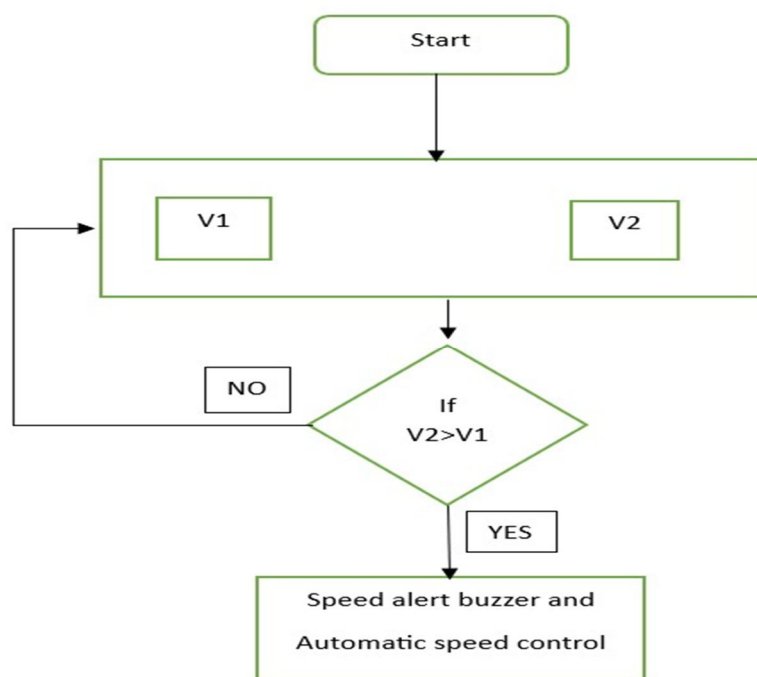 Start
V1
V2
NO
If
V2>V1
YES
Speed alert buzzer and
Automatic speed control